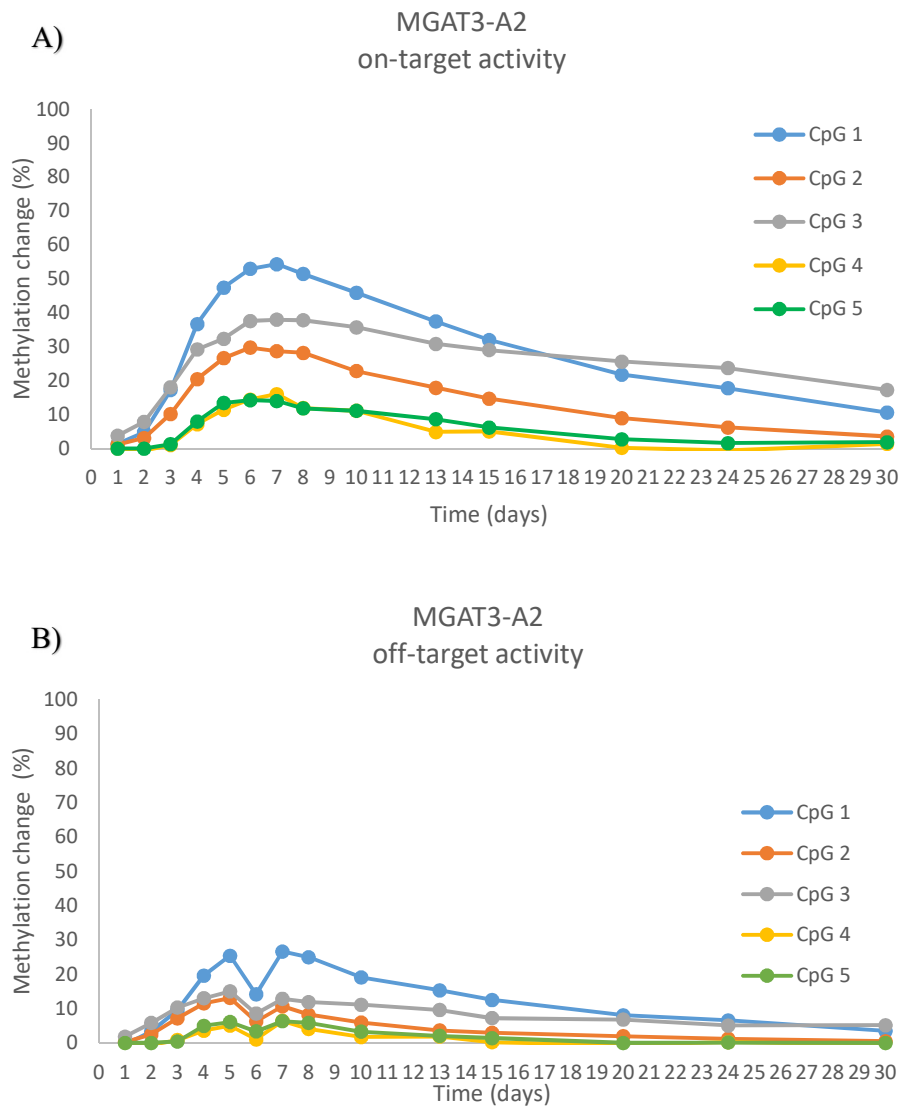 A)
MGAT3-A2
on-target activity
100
90
80
70
60
50
40
30
20
10
0
Methylation change (%)
CpG 1
CpG 2
CpG 3
CpG 4
CpG 5
0 1 2 3 4 5 6 7 8 9 10 11 12 13 14 15 16 17 18 19 20 21 22 23 24 25 26 27 28 29 30
Time (days)
B)
MGAT3-A2
off-target activity
100
90
80
70
60
50
40
30
20
10
0
Methylation change (%)
CpG 1
CpG 2
CpG 3
CpG 4
CpG 5
0 1 2 3 4 5 6 7 8 9 10 11 12 13 14 15 16 17 18 19 20 21 22 23 24 25 26 27 28 29 30
Time (days)